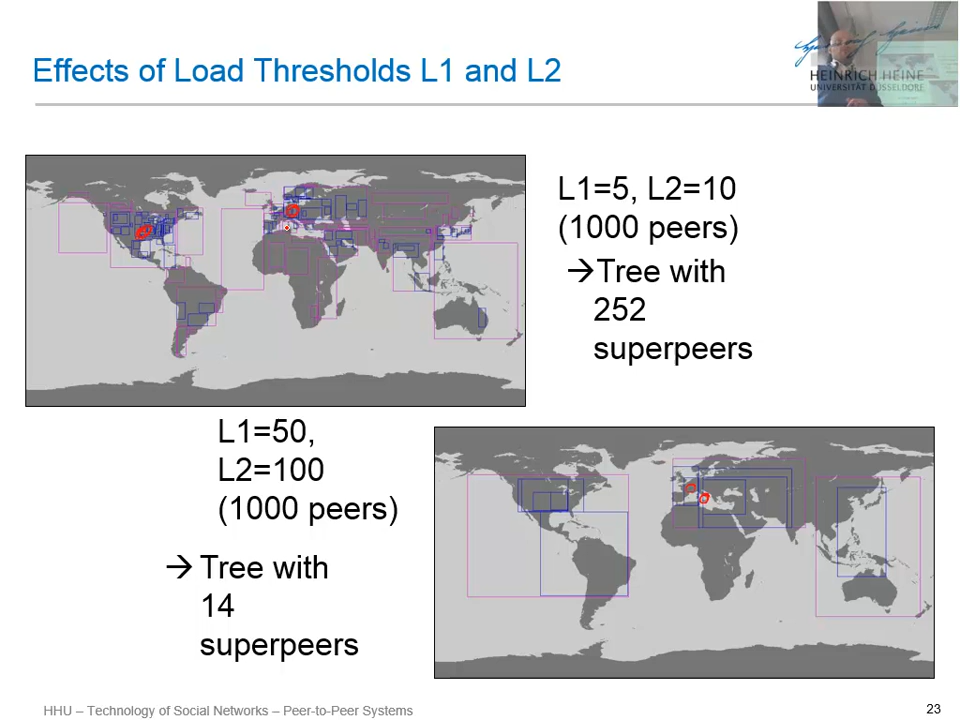 Effects of Load Thresholds L1 and L2
HEINRICH HEINE
UNIVERSITÄT DÜSSELDORF
L1=5, L2=10
(1000 peers)
→Tree with
252
superpeers
L1=50,
L2=100
(1000 peers)
→ Tree with
14
superpeers
HHU – Technology of Social Networks – Peer-to-Peer Systems
23